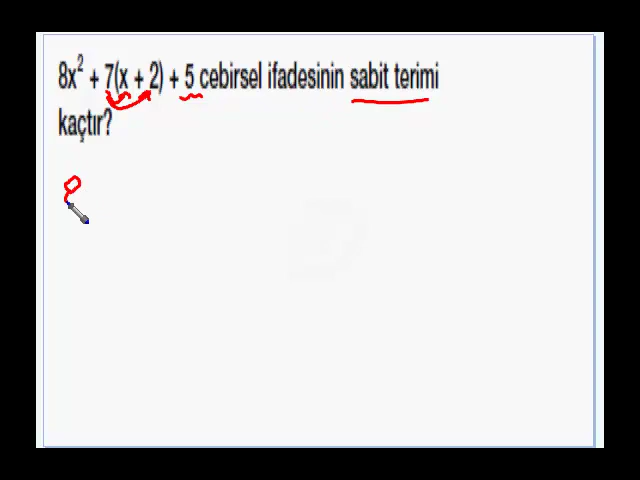 8x² + 7(x + 2) + 5 cebirsel ifadesinin sabit terimi
kaçtır?